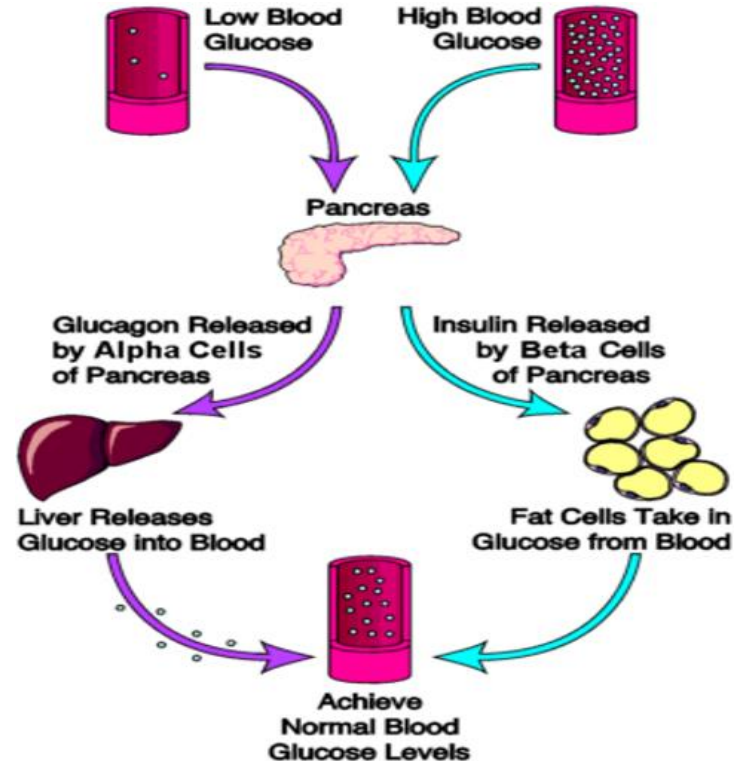 Low Blood
Glucose
High Blood
Glucose
Pancreas
Glucagon Released
by Alpha Cells
of Pancreas
Insulin Released
by Beta Cells
of Pancreas
Liver Releases
Glucose into Blood
Fat Cells Take in
Glucose from Blood
Achieve
Normal Blood
Glucose Levels